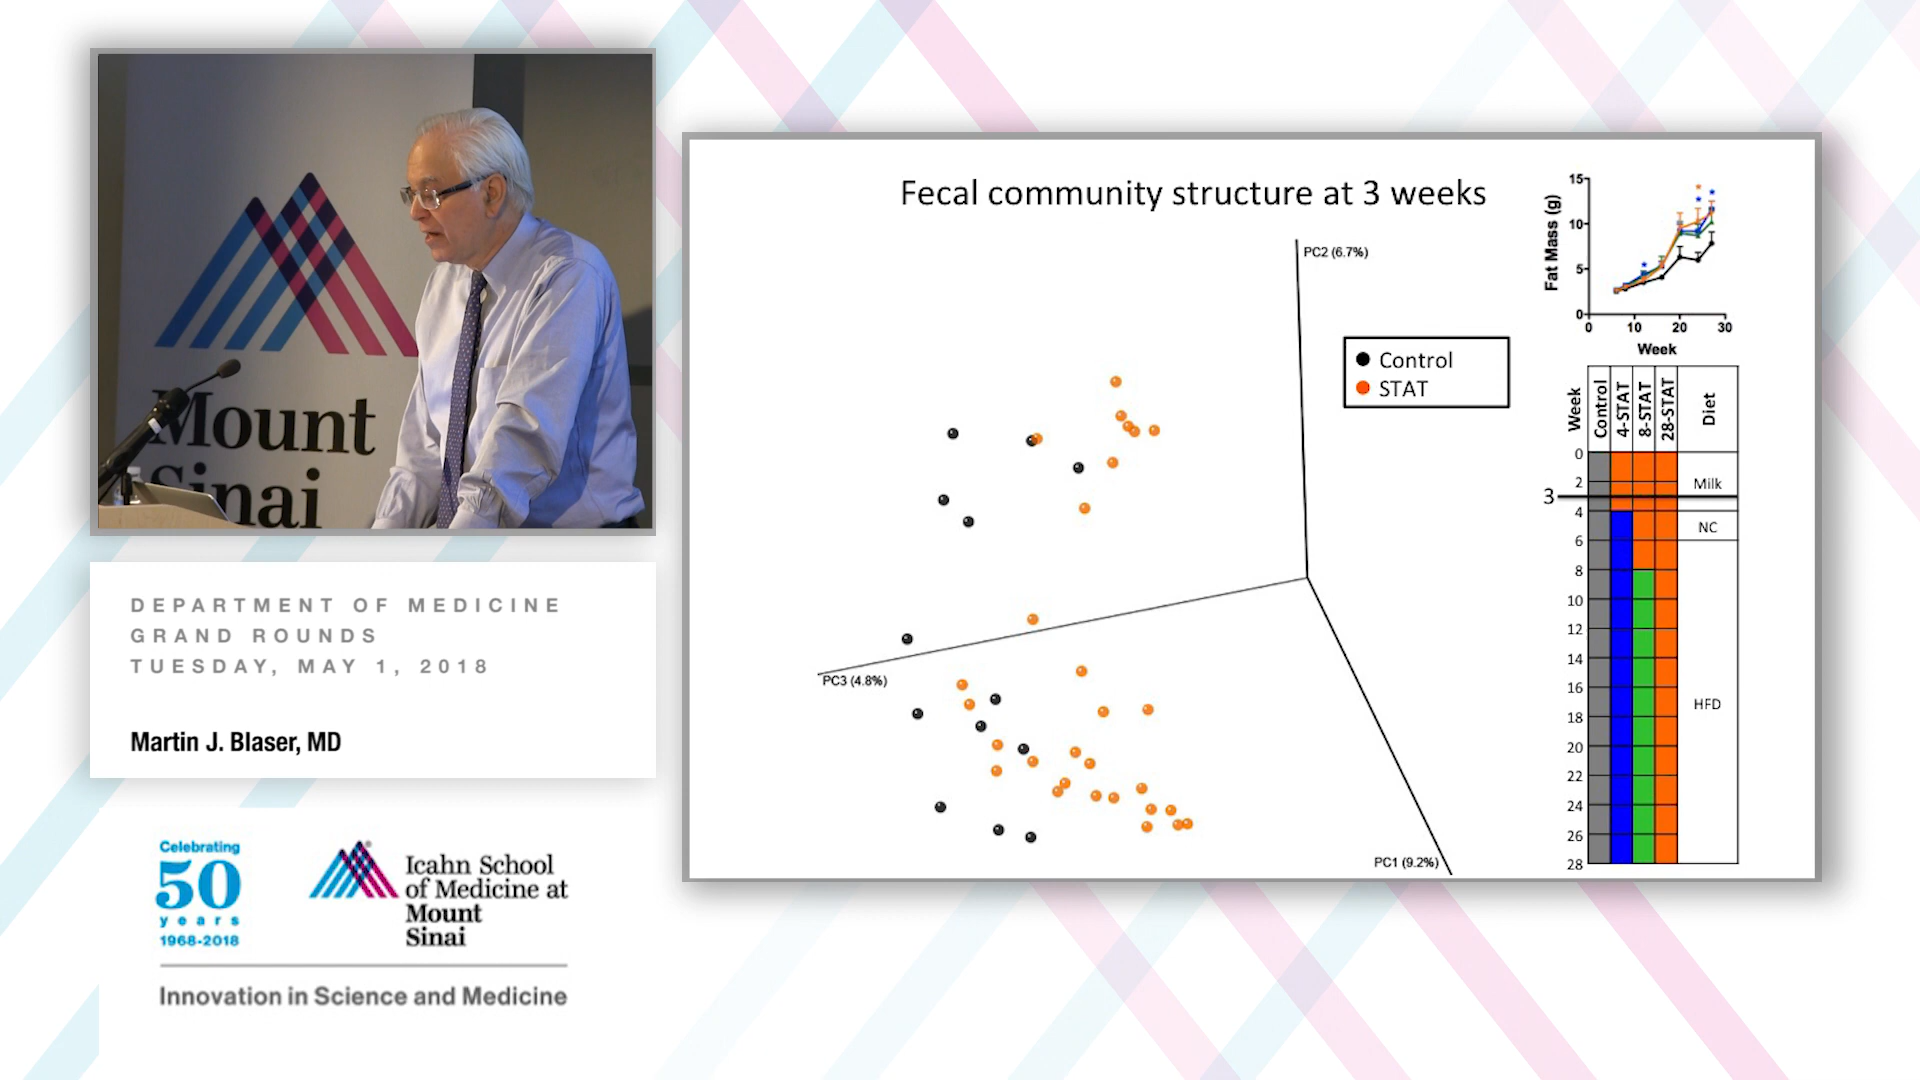 Mount
Sinai
DEPARTMENT OF MEDICINE
GRAND ROUNDS
TUESDAY, MAY 1, 2018
Martin J. Blaser, MD
Celebrating
50
years
1968-2018
Icahn School
of Medicine at
Mount
Sinai
Innovation in Science and Medicine
Fecal community structure at 3 weeks
PC2 (6.7%)
Control
STAT
PC3 (4.8%)
PC1 (9.2%)
Fat Mass (g)
15
10
5
0
0 10 20 30
Week
Week Control 4-STAT 8-STAT 28-STAT Diet
0
2 Milk
3
4
NC
6
8
10
12
14
16
HFD
18
20
22
24
26
28